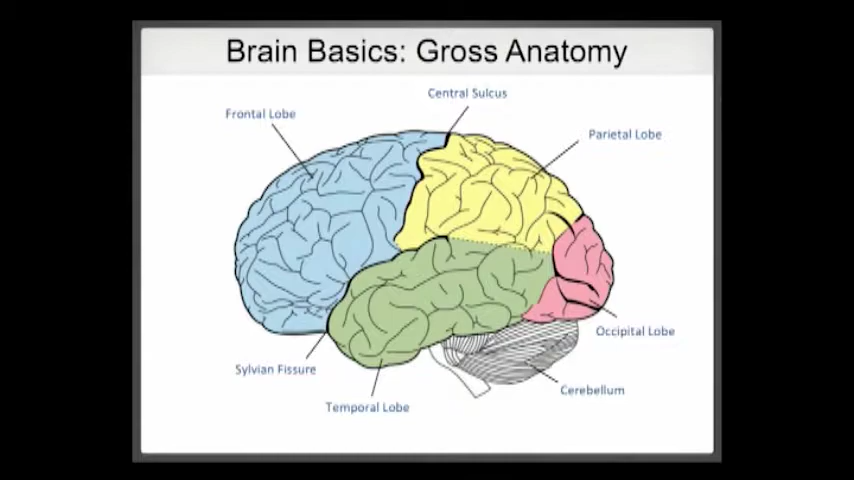 Brain Basics: Gross Anatomy
Central Sulcus
Frontal Lobe
Parietal Lobe
Occipital Lobe
Sylvian Fissure
Cerebellum
Temporal Lobe